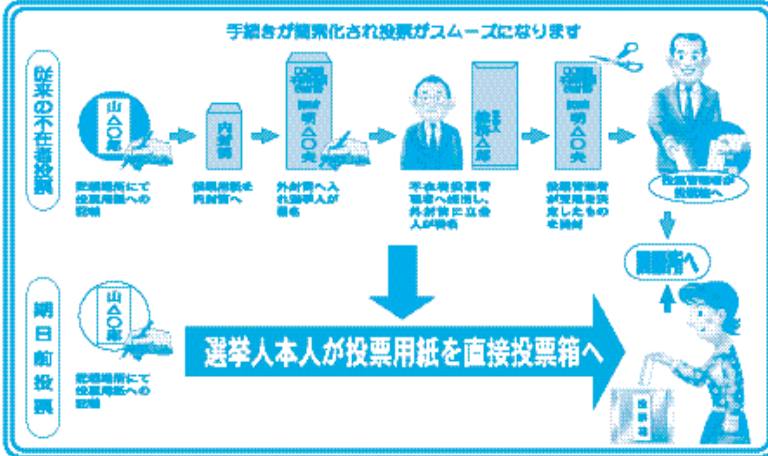 手続きが簡素化され投票がスムーズになります
従来の不在者投票
山△〇郎
記載場所にて
投票用紙への
記載
内封筒
投票用紙を
内封筒へ
明△〇夫
外封筒へ入
れ選挙人が
署名
不在者投票管
理者へ提出し、
外封筒に立会
人が署名
明△〇夫
投票管理者
が受理を決
定したもの
を開封
投票管理者が
投票箱へ
開票所へ
期日前投票
山△〇郎
記載場所にて
投票用紙への
記載
選挙人本人が投票用紙を直接投票箱へ
投票箱